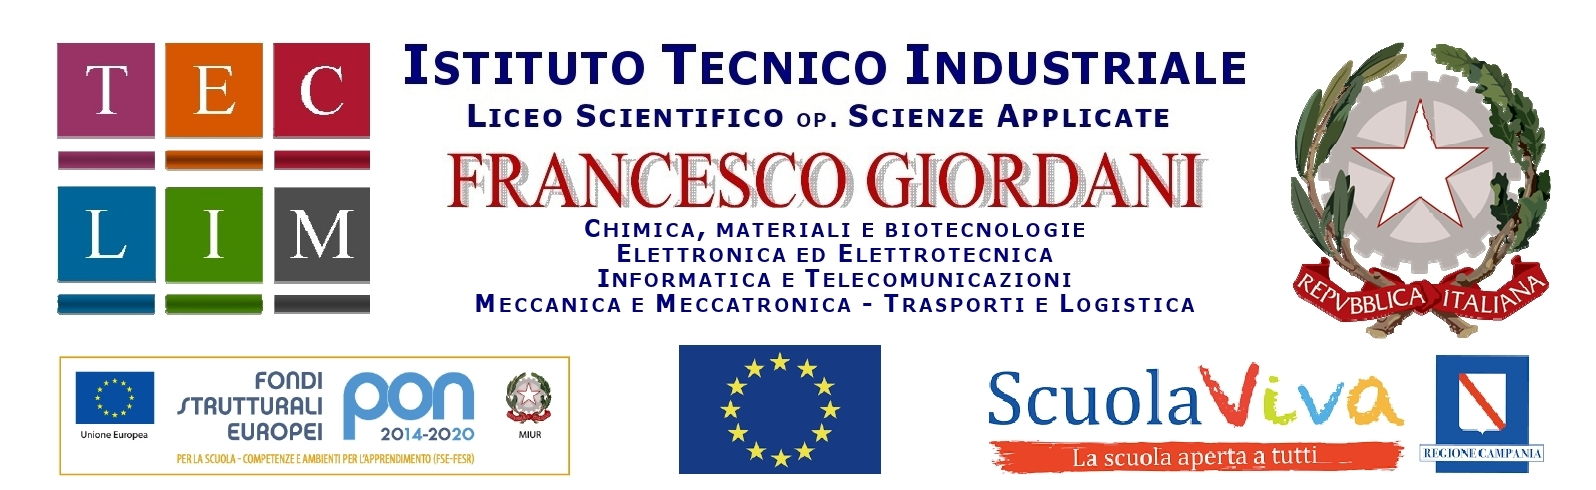 T E C
L I M
ISTITUTO TECNICO INDUSTRIALE
LICEO SCIENTIFICO OP. SCIENZE APPLICATE
FRANCESCO GIORDANI
CHIMICA, MATERIALI E BIOTECNOLOGIE
ELETTRONICA ED ELETTROTECNICA
INFORMATICA E TELECOMUNICAZIONI
MECCANICA E MECCATRONICA - TRASPORTI E LOGISTICA
REPVBBLICA ITALIANA
Unione Europea
FONDI
STRUTTURALI
EUROPEI
pon
2014-2020
MIUR
PER LA SCUOLA - COMPETENZE E AMBIENTI PER L'APPRENDIMENTO (FSE-FESR)
ScuolaViva
La scuola aperta a tutti
REGIONE CAMPANIA